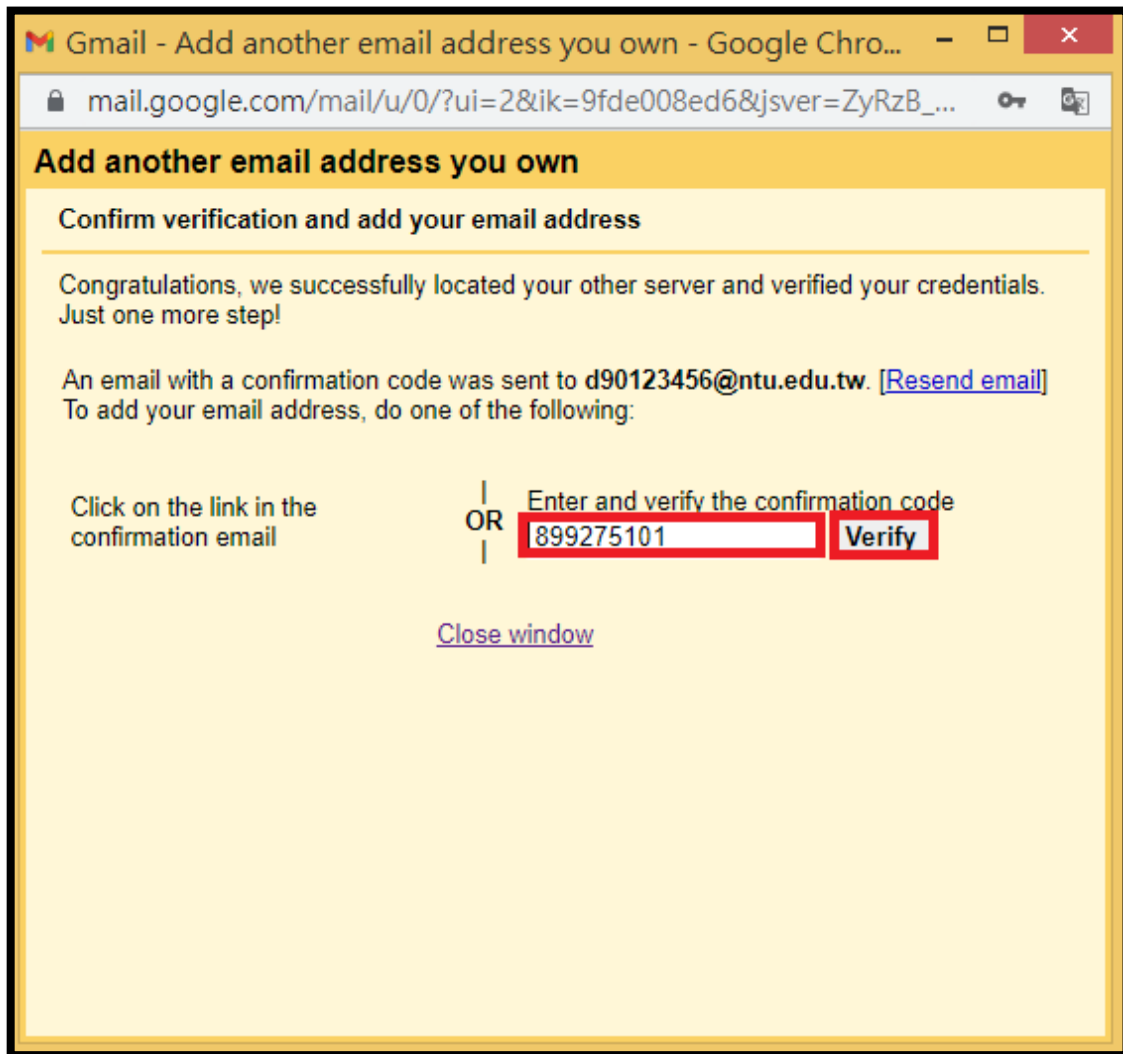 Gmail - Add another email address you own - Google Chro...
mail.google.com/mail/u/0/?ui=2&ik=9fde008ed6&jsver=ZyRzB_...
Add another email address you own
Confirm verification and add your email address
Congratulations, we successfully located your other server and verified your credentials.
Just one more step!
An email with a confirmation code was sent to d90123456@ntu.edu.tw. [Resend email]
To add your email address, do one of the following:
Click on the link in the
confirmation email
OR
Enter and verify the confirmation code
899275101
Verify
Close window